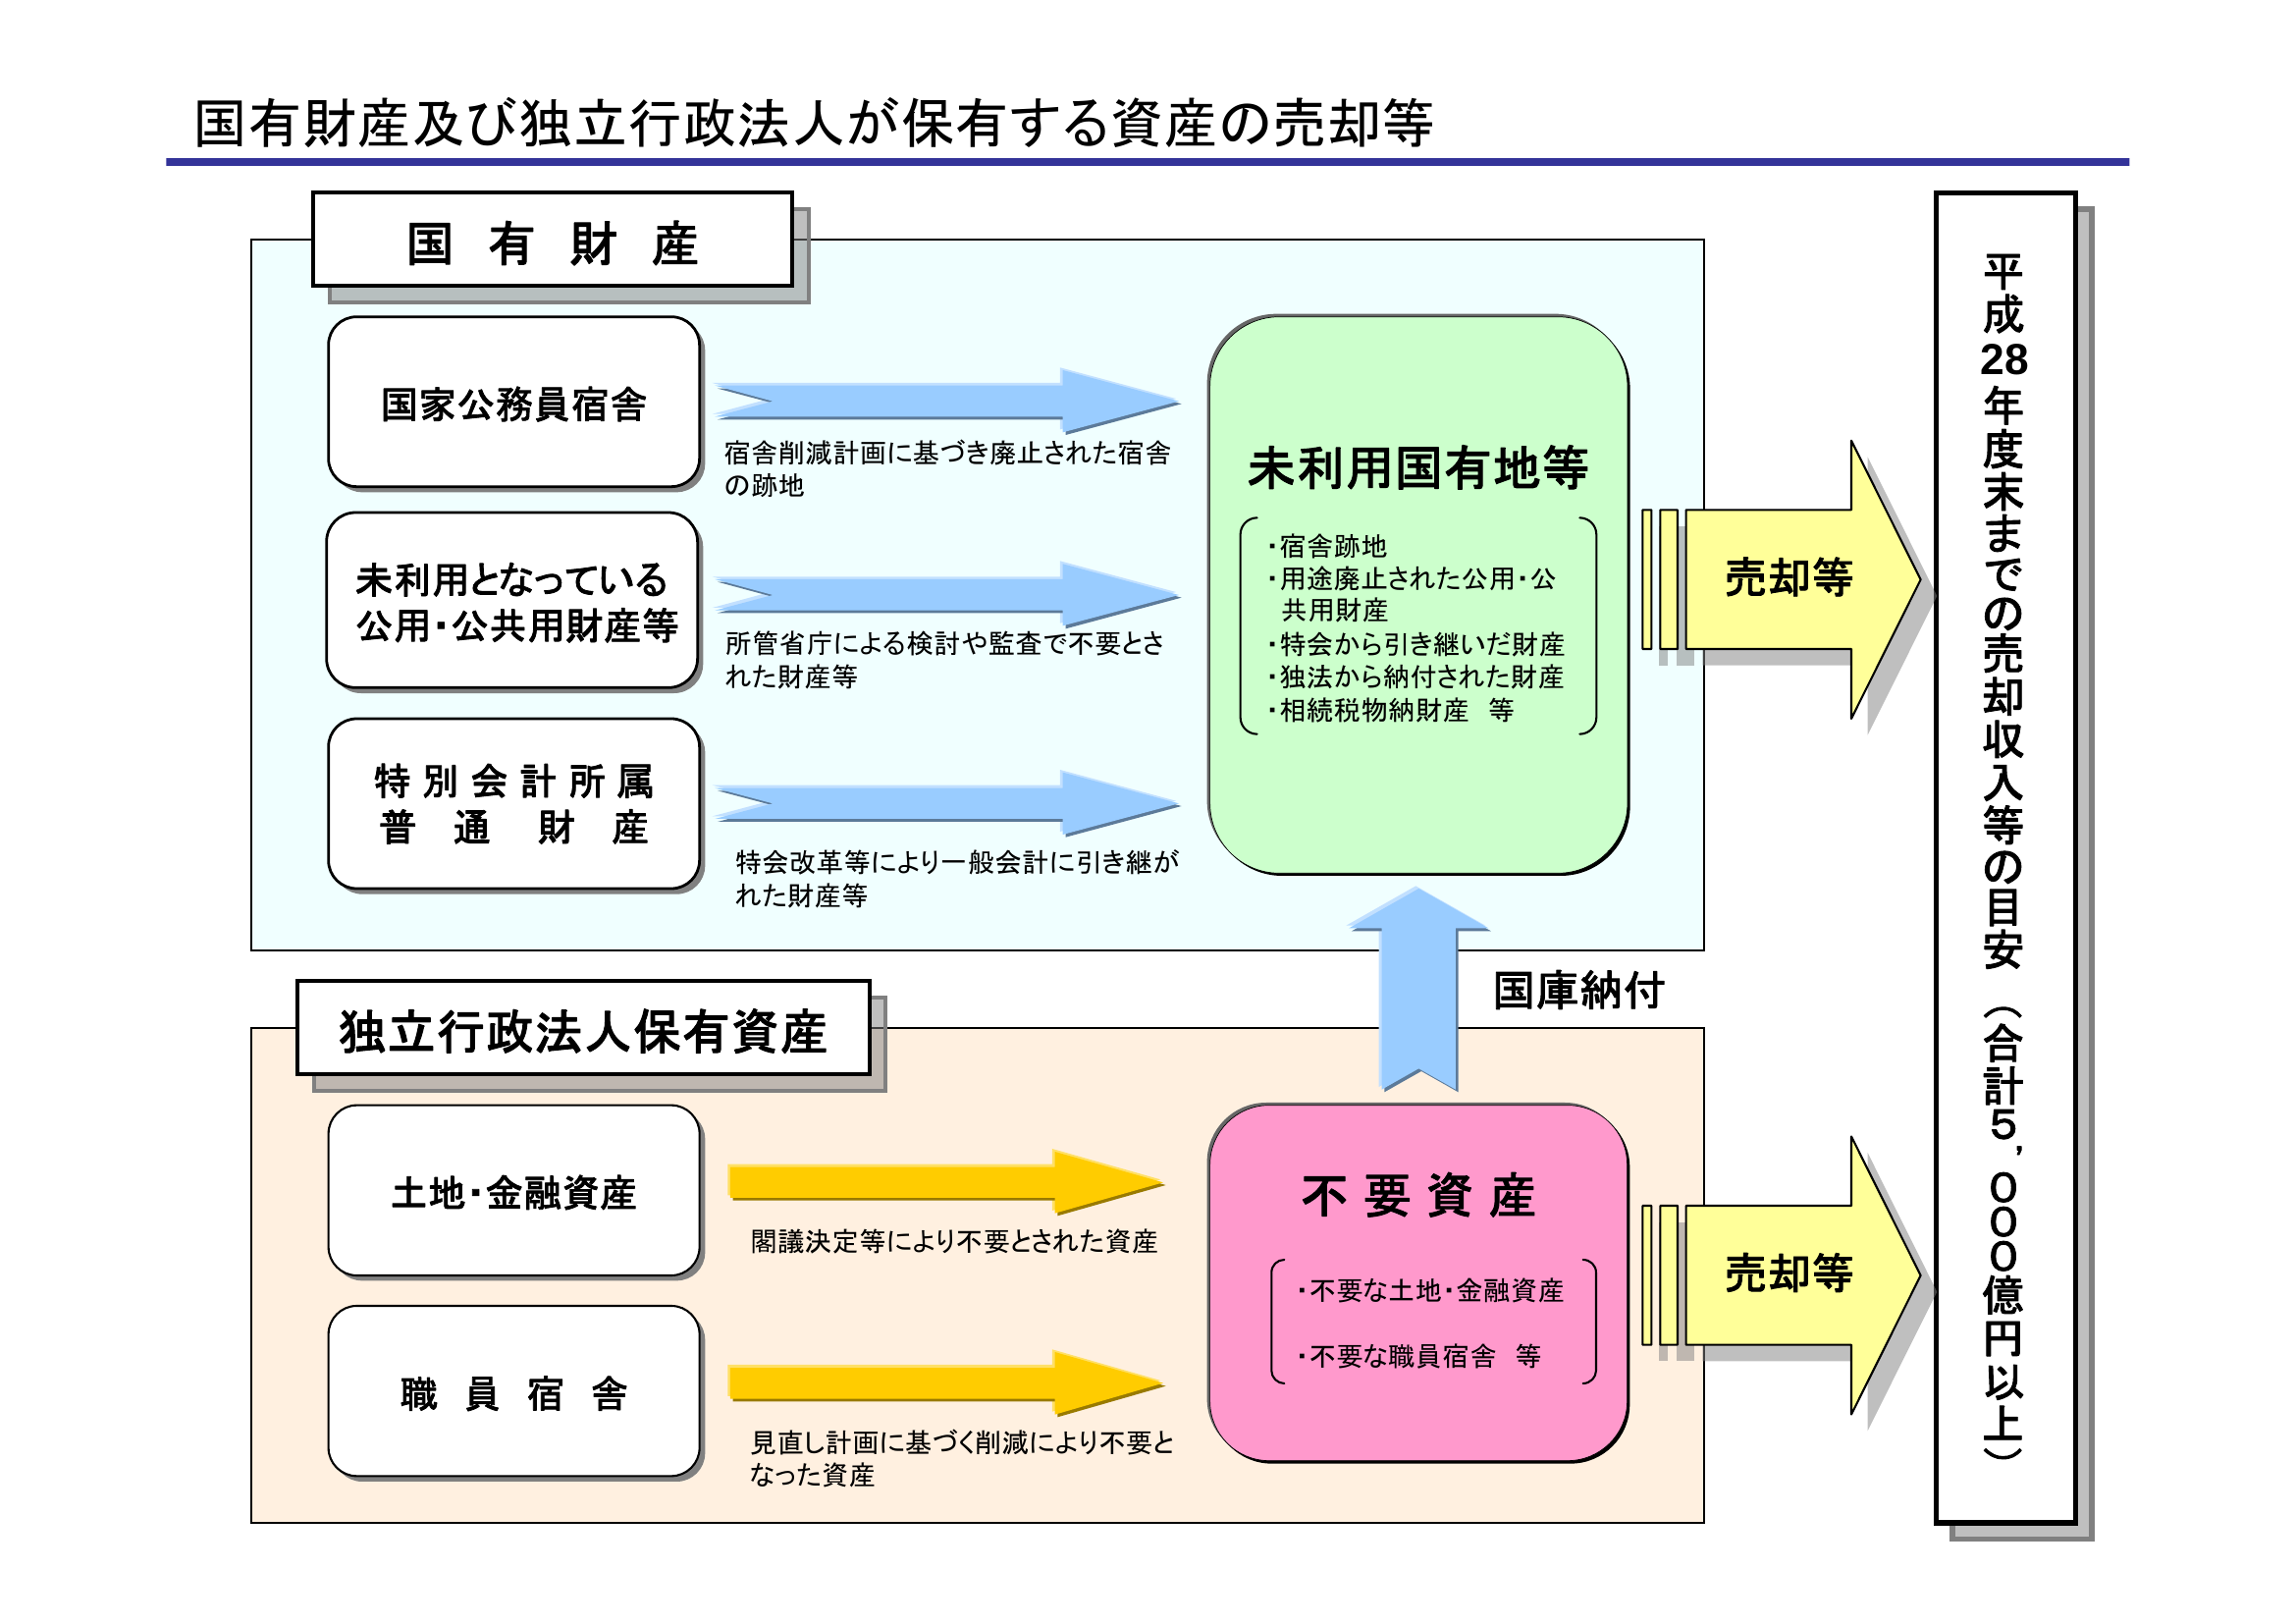 国有財産及び独立行政法人が保有する資産の売却等
国有財産
国家公務員宿舎
宿舎削減計画に基づき廃止された宿舎
の跡地
未利用となっている
公用・公共用財産等
所管省庁による検討や監査で不要とさ
れた財産等
特別会計所属
普通財産
特会改革等により一般会計に引き継が
れた財産等
未利用国有地等
・宿舎跡地
・用途廃止された公用・公
共用財産
・特会から引き継いだ財産
・独法から納付された財産
・相続税物納財産　等
売却等
国庫納付
独立行政法人保有資産
土地・金融資産
閣議決定等により不要とされた資産
職員宿舎
見直し計画に基づく削減により不要と
なった資産
不要資産
・不要な土地・金融資産
・不要な職員宿舎　等
売却等
平成28年度末までの売却収入等の目安（合計５，０００億円以上）